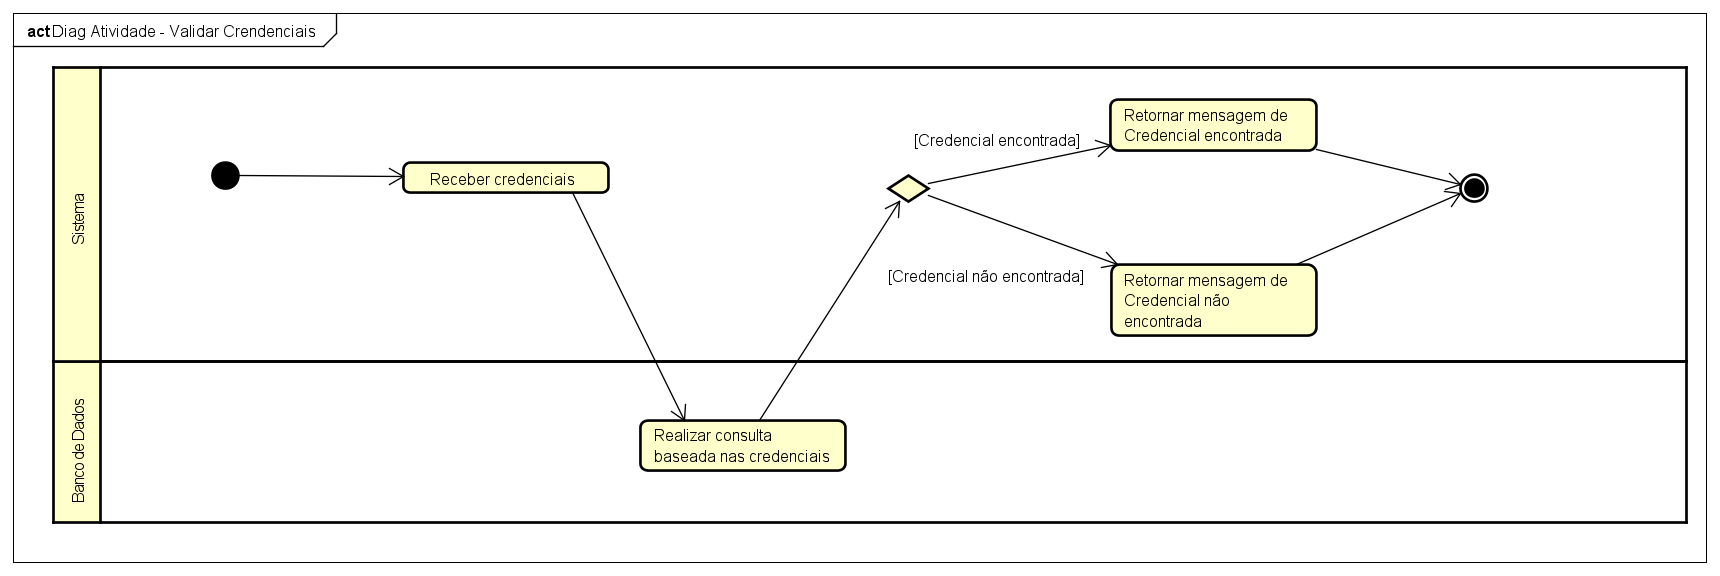 act Diag Atividade - Validar Crendenciais
Sistema
Receber credenciais
[Credencial encontrada]
Retornar mensagem de
Credencial encontrada
[Credencial não encontrada]
Retornar mensagem de
Credencial não
encontrada
Banco de Dados
Realizar consulta
baseada nas credenciais